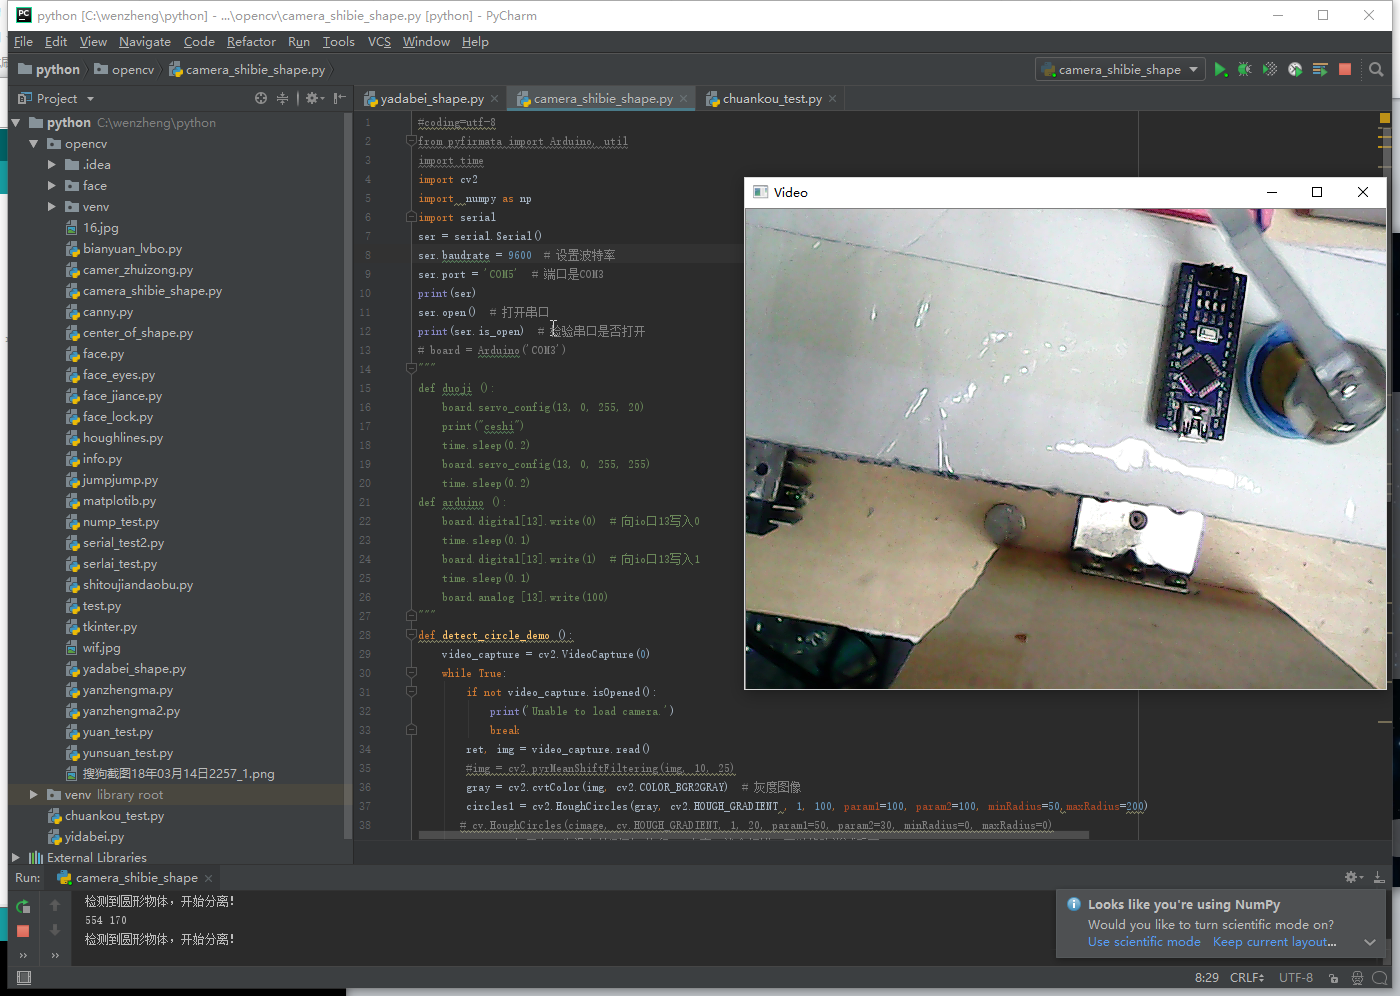 python [C:\wenzheng\python] - ...\opencv\camera_shibie_shape.py [python] - PyCharm
File Edit View Navigate Code Refactor Run Tools VCS Window Help
python opencv camera_shibie_shape.py
camera_shibie_shape
Project
yadabei_shape.py
camera_shibie_shape.py
chuankou_test.py
python C:\wenzheng\python
opencv
.idea
face
venv
16.jpg
bianyuan_lvbo.py
camer_zhuizong.py
camera_shibie_shape.py
canny.py
center_of_shape.py
face.py
face_eyes.py
face_jiance.py
face_lock.py
houghlines.py
info.py
jumpjump.py
matplotib.py
nump_test.py
serial_test2.py
serlai_test.py
shitoujiandaobu.py
test.py
tkinter.py
wif.jpg
yadabei_shape.py
yanzhengma.py
yanzhengma2.py
yuan_test.py
yunsuan_test.py
搜狗截图18年03月14日2257_1.png
venv library root
chuankou_test.py
yidabei.py
External Libraries
1 #coding=utf-8
2 from pyfirmata import Arduino, util
3 import time
4 import cv2
5 import numpy as np
6 import serial
7 ser = serial.Serial()
8 ser.baudrate = 9600 # 设置波特率
9 ser.port = 'COM5' # 端口是COM3
10 print(ser)
11 ser.open() # 打开串口
12 print(ser.is_open) # 检验串口是否打开
13 # board = Arduino('COM3')
14 """
15 def duoji ():
16 board.servo_config(13, 0, 255, 20)
17 print("ceshi")
18 time.sleep(0.2)
19 board.servo_config(13, 0, 255, 255)
20 time.sleep(0.2)
21 def arduino ():
22 board.digital[13].write(0) # 向io口13写入0
23 time.sleep(0.1)
24 board.digital[13].write(1) # 向io口13写入1
25 time.sleep(0.1)
26 board.analog [13].write(100)
27 """
28 def detect_circle_demo ():
29 video_capture = cv2.VideoCapture(0)
30 while True:
31 if not video_capture.isOpened():
32 print('Unable to load camera.')
33 break
34 ret, img = video_capture.read()
35 #img = cv2.pyrMeanShiftFiltering(img, 10, 25)
36 gray = cv2.cvtColor(img, cv2.COLOR_BGR2GRAY) # 灰度图像
37 circles1 = cv2.HoughCircles(gray, cv2.HOUGH_GRADIENT , 1, 100, param1=100, param2=100, minRadius=50,maxRadius=200)
38 # cv.HoughCircles(cimage, cv.HOUGH_GRADIENT, 1, 20, param1=50, param2=30, minRadius=0, maxRadius=0)
Video
Run: camera_shibie_shape
检测到圆形物体，开始分离！
554 170
检测到圆形物体，开始分离！
Looks like you're using NumPy
Would you like to turn scientific mode on?
Use scientific mode Keep current layout...
8:29 CRLF UTF-8